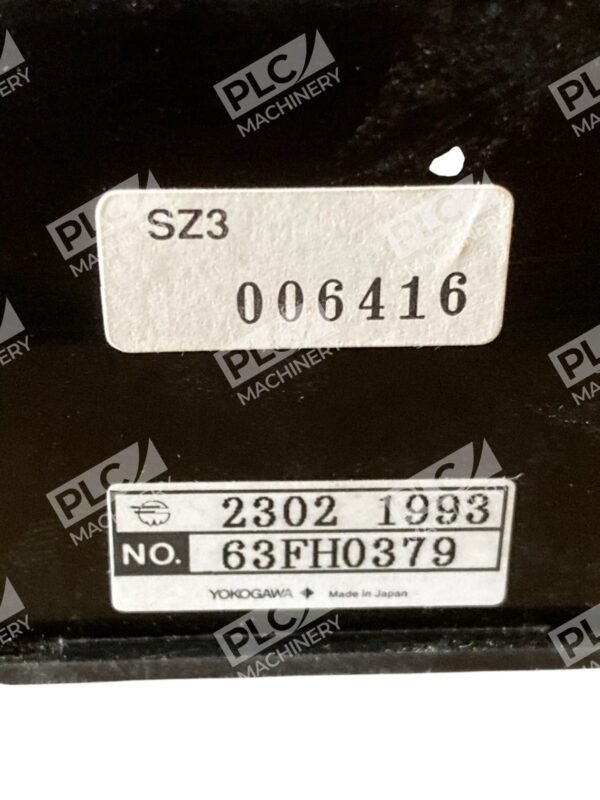 SZ3
006416
2302 1993
NO. 63FH0379
YOKOGAWA Made in Japan
PLC MACHINERY